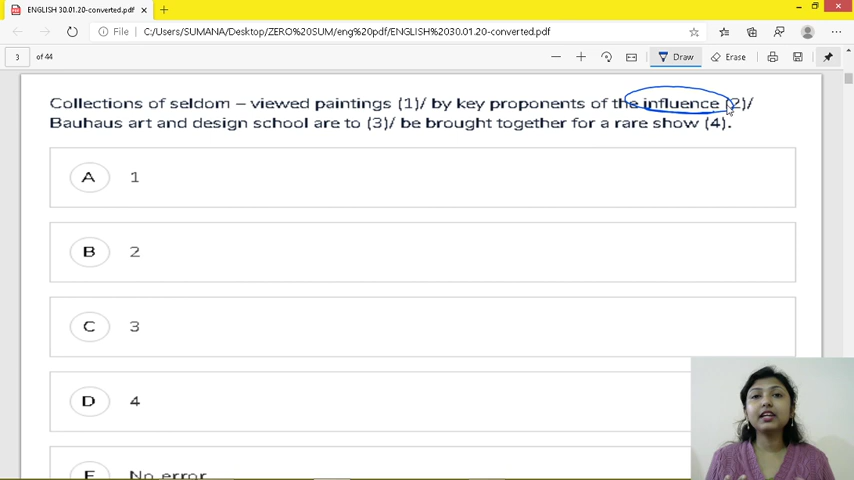 ENGLISH 30.01.20-converted.pdf
File
C:/Users/SUMANA/Desktop/ZERO%20SUM/eng%20pdf/ENGLISH%2030.01.20-converted.pdf
3 of 44
Draw
Erase
Collections of seldom – viewed paintings (1)/ by key proponents of the influence (2)/
Bauhaus art and design school are to (3)/ be brought together for a rare show (4).
A 1
B 2
C 3
D 4
E No error